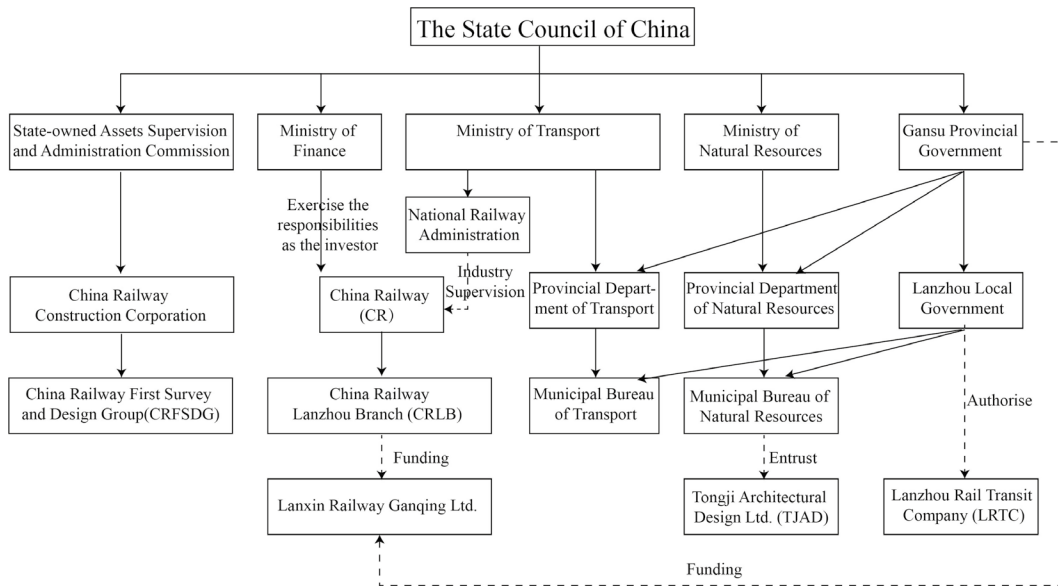 The State Council of China
State-owned Assets Supervision
and Administration Commission
Ministry of
Finance
Ministry of Transport
Ministry of
Natural Resources
Gansu Provincial
Government
Exercise the
responsibilities
as the investor
National Railway
Administration
Industry
Supervision
China Railway
Construction Corporation
China Railway
(CR)
Provincial Depart-
ment of Transport
Provincial Department
of Natural Resources
Lanzhou Local
Government
China Railway First Survey
and Design Group(CRFSDG)
China Railway
Lanzhou Branch (CRLB)
Municipal Bureau
of Transport
Municipal Bureau of
Natural Resources
Authorise
Funding
Entrust
Lanxin Railway Ganqing Ltd.
Tongji Architectural
Design Ltd. (TJAD)
Lanzhou Rail Transit
Company (LRTC)
Funding